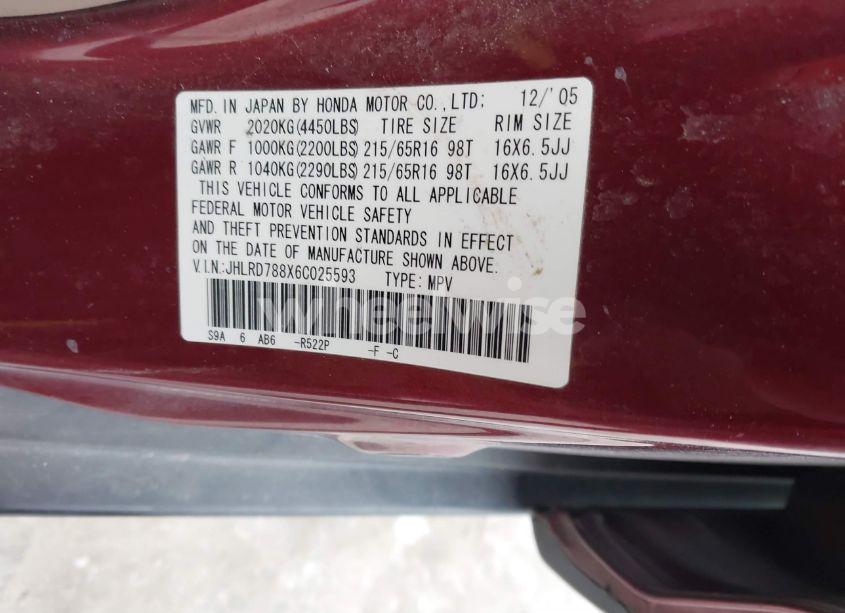 MFD. IN JAPAN BY HONDA MOTOR CO.,LTD: 12/'05
GVWR 2020KG(4450LBS) TIRE SIZE RIM SIZE
GAWR F 1000KG(2200LBS) 215/65R16 98T 16X6.5JJ
GAWR R 1040KG(2290LBS) 215/65R16 98T 16X6.5JJ
THIS VEHICLE CONFORMS TO ALL APPLICABLE
FEDERAL MOTOR VEHICLE SAFETY
AND THEFT PREVENTION STANDARDS IN EFFECT
ON THE DATE OF MANUFACTURE SHOWN ABOVE.
V.I.N.:JHLRD788X6C025593 TYPE: MPV
wheelwise
S9A 6 AB6 -R522P -F -C